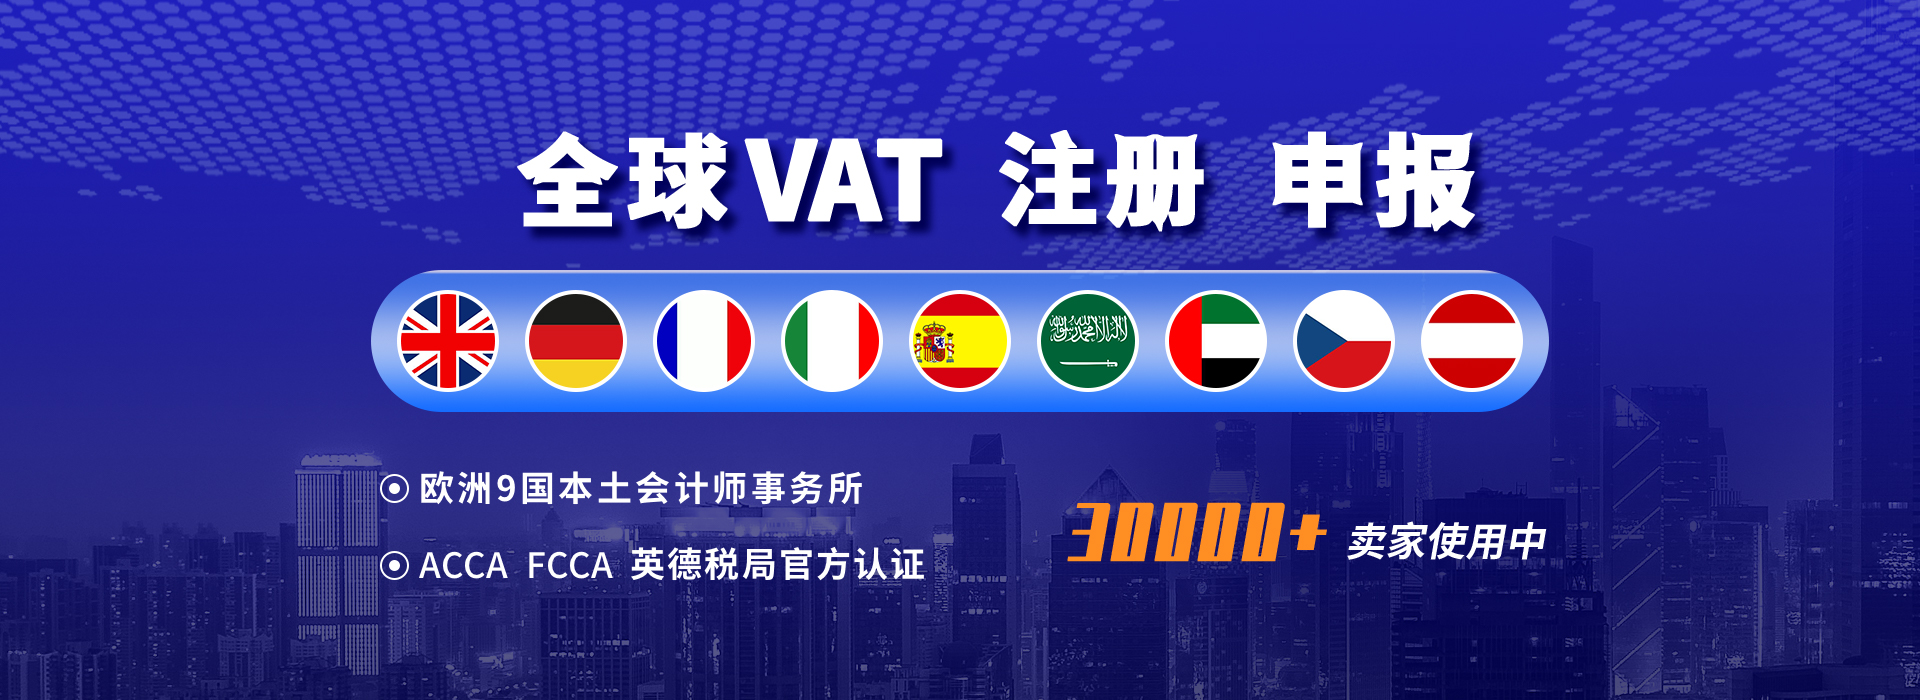 全球VAT 注册 申报
欧洲9国本土会计师事务所
ACCA FCCA 英德税局官方认证
30000+ 卖家使用中